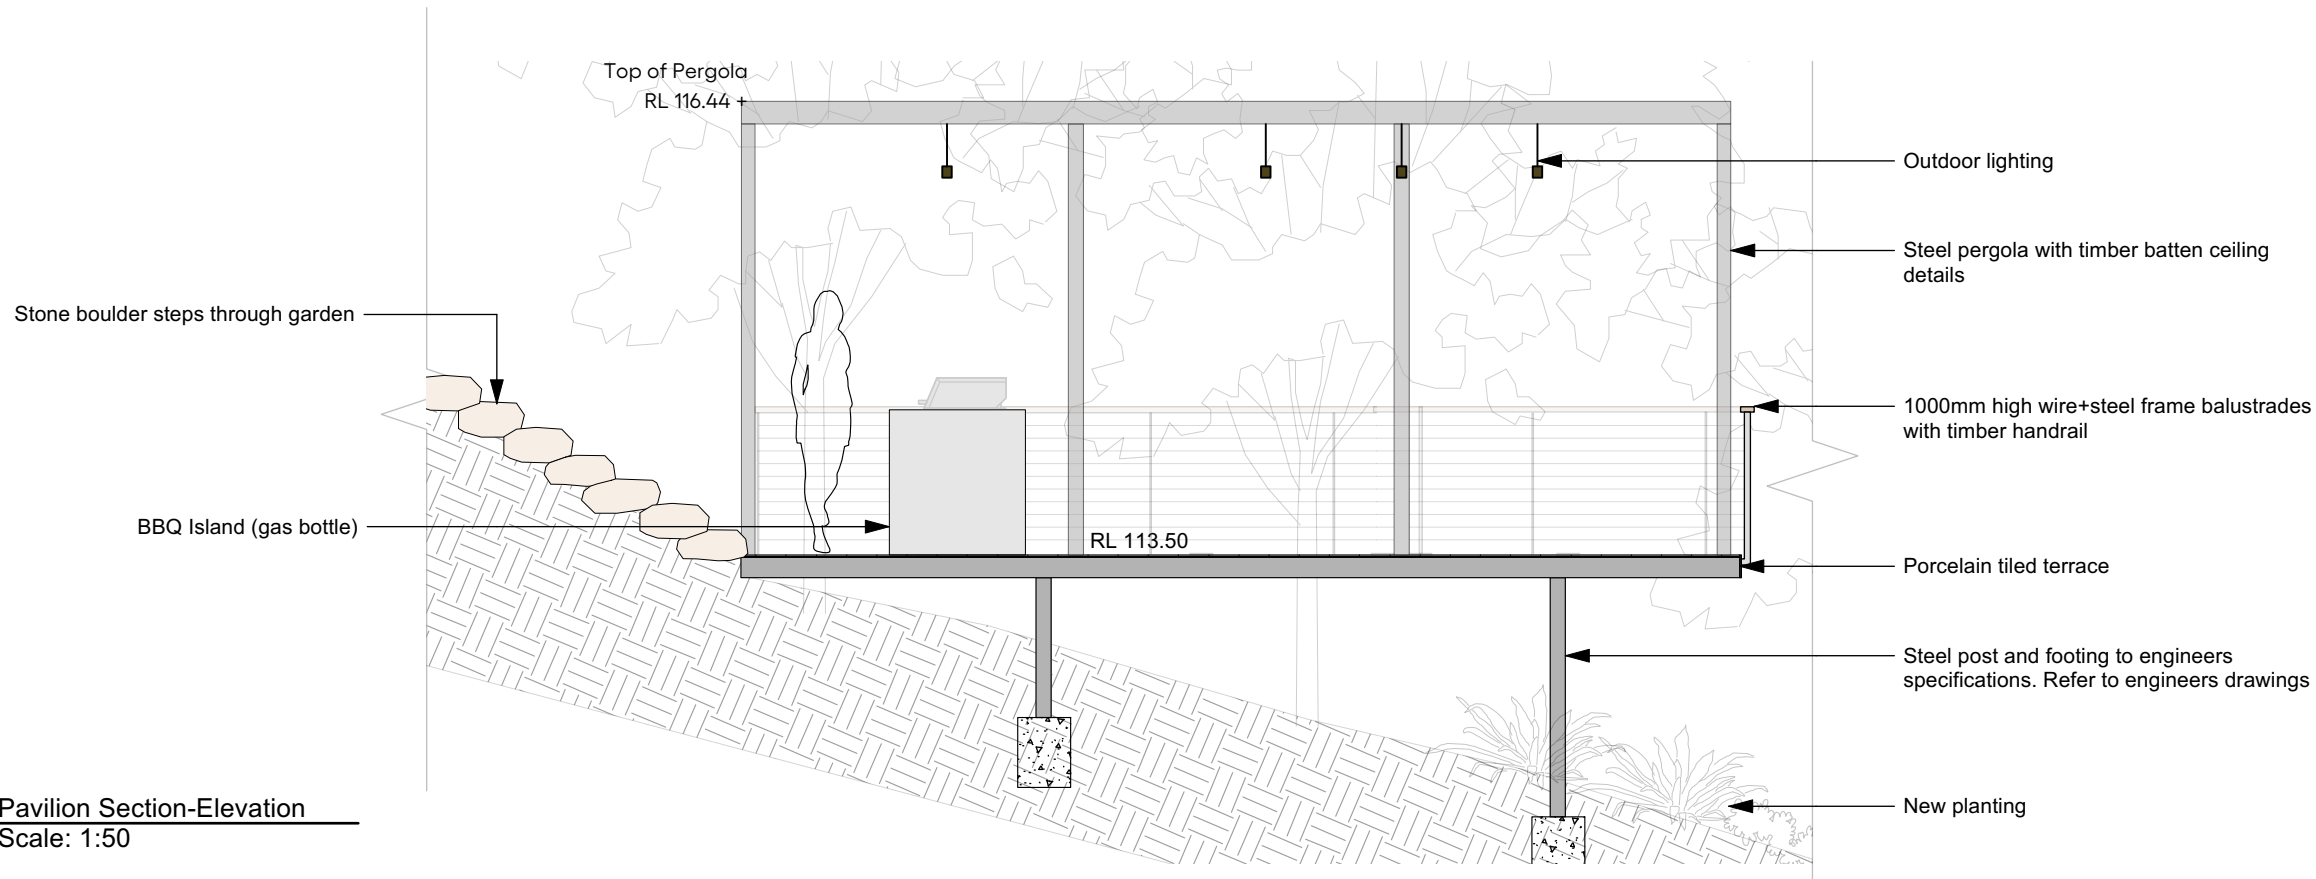 Top of Pergola
RL 116.44 +
Outdoor lighting
Steel pergola with timber batten ceiling
details
Stone boulder steps through garden
1000mm high wire+steel frame balustrades
with timber handrail
BBQ Island (gas bottle)
RL 113.50
Porcelain tiled terrace
Steel post and footing to engineers
specifications. Refer to engineers drawings
New planting
Pavilion Section-Elevation
Scale: 1:50